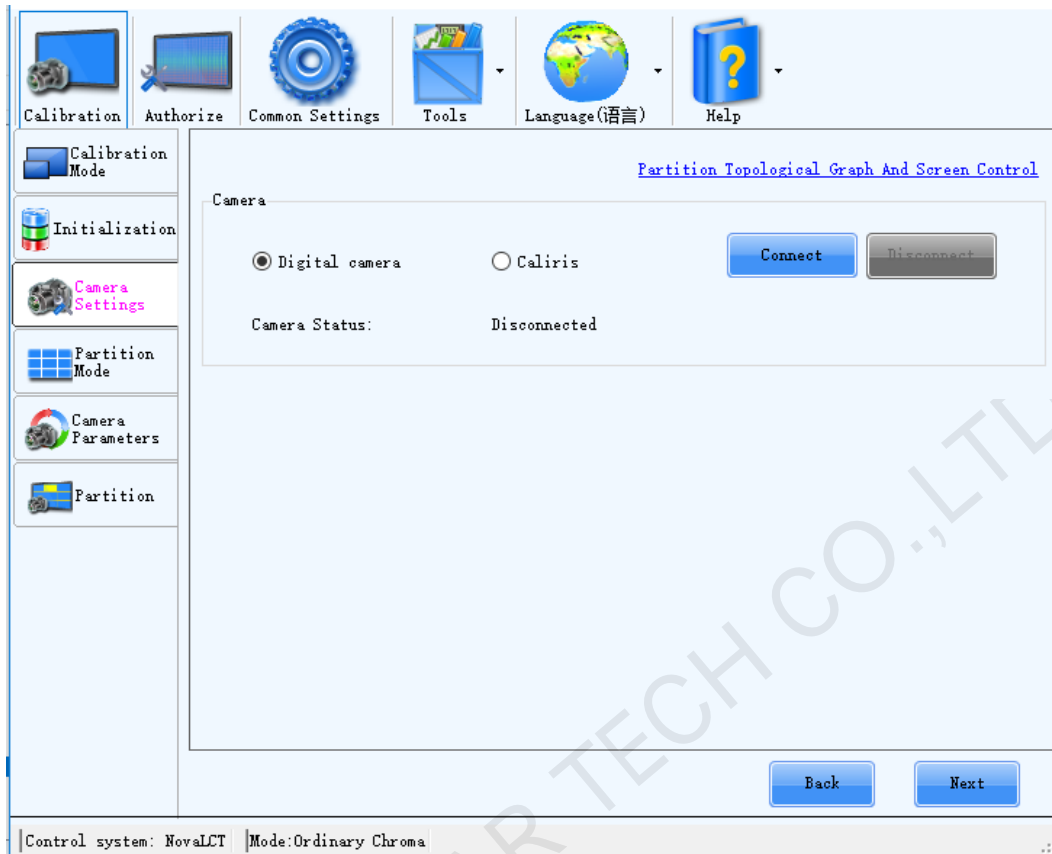 Calibration
Authorize
Common Settings
Tools
Language(语言)
Help
Calibration
Mode
Initialization
Camera
Settings
Partition
Mode
Camera
Parameters
Partition
Partition Topological Graph And Screen Control
Camera
Digital camera
Caliris
Connect
Disconnect
Camera Status:
Disconnected
Back
Next
Control system: NovaLCT
Mode:Ordinary Chroma
TECH CO.,